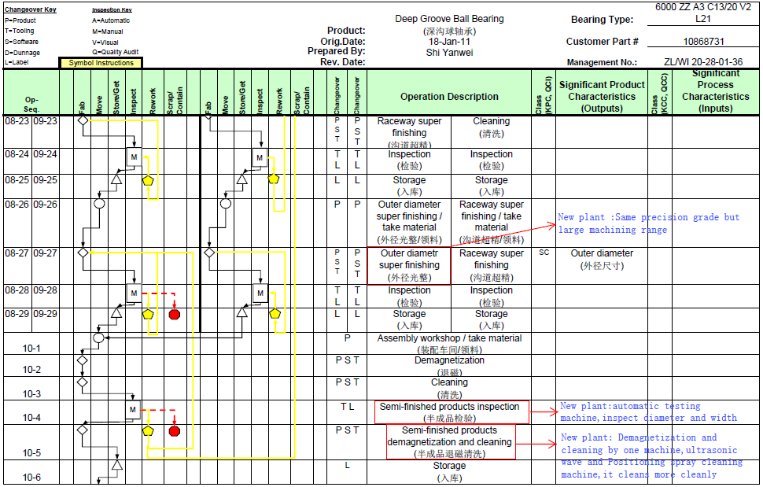 Changeover Key
Inspection Key
P=Product
A=Automatic
T=Tooling
M=Manual
S=Software
V=Visual
D=Dunnage
Q=Quality Audit
L=Label
Symbol Instructions
Product:
Deep Groove Ball Bearing
(深沟球轴承)
Orig.Date:
18-Jan-11
Prepared By:
Shi Yanwei
Rev. Date:
Bearing Type:
6000 ZZ A3 C13/20 V2
L21
Customer Part #
10868731
Management No.:
ZL/WI 20-28-01-36
Op-
Seq.
Fab
Move
Store/Get
Inspect
Rework
Scrap/
Contain
Fab
Move
Store/Get
Inspect
Rework
Scrap/
Contain
Changeover
Changeover
Operation Description
Class
(KPC, QCI)
Significant Product
Characteristics
(Outputs)
Class
(KCC, QCC)
Significant
Process
Characteristics
(Inputs)
08-23 09-23
P P
S S
T T
Raceway super
finishing
(沟道超精)
Cleaning
(清洗)
08-24 09-24
M
M
T T
L L
Inspection
(检验)
Inspection
(检验)
08-25 09-25
L L
Storage
(入库)
Storage
(入库)
08-26 09-26
P P
Outer diameter
super finishing /
take material
(外径光整/领料)
Raceway super
finishing / take
material
(沟道超精/领料)
New plant :Same precision grade but
large machining range
08-27 09-27
P P
S S
T T
Outer diametr
super finishing
(外径光整)
Raceway super
finishing
(沟道超精)
SC
Outer diameter
(外径尺寸)
08-28 09-28
M
M
T T
L L
Inspection
(检验)
Inspection
(检验)
08-29 09-29
L L
Storage
(入库)
Storage
(入库)
10-1
P
Assembly workshop / take material
(装配车间/领料)
10-2
P S T
Demagnetization
(退磁)
10-3
P S T
Cleaning
(清洗)
10-4
M
T L
Semi-finished products inspection
(半成品检验)
New plant:automatic testing
machine,inspect diameter and width
10-5
P S T
Semi-finished products
demagnetization and cleaning
(半成品退磁清洗)
New plant: Demagnetization and
cleaning by one machine,ultrasonic
wave and Positioning spray cleaning
machine,it cleans more cleanly
10-6
L
Storage
(入库)